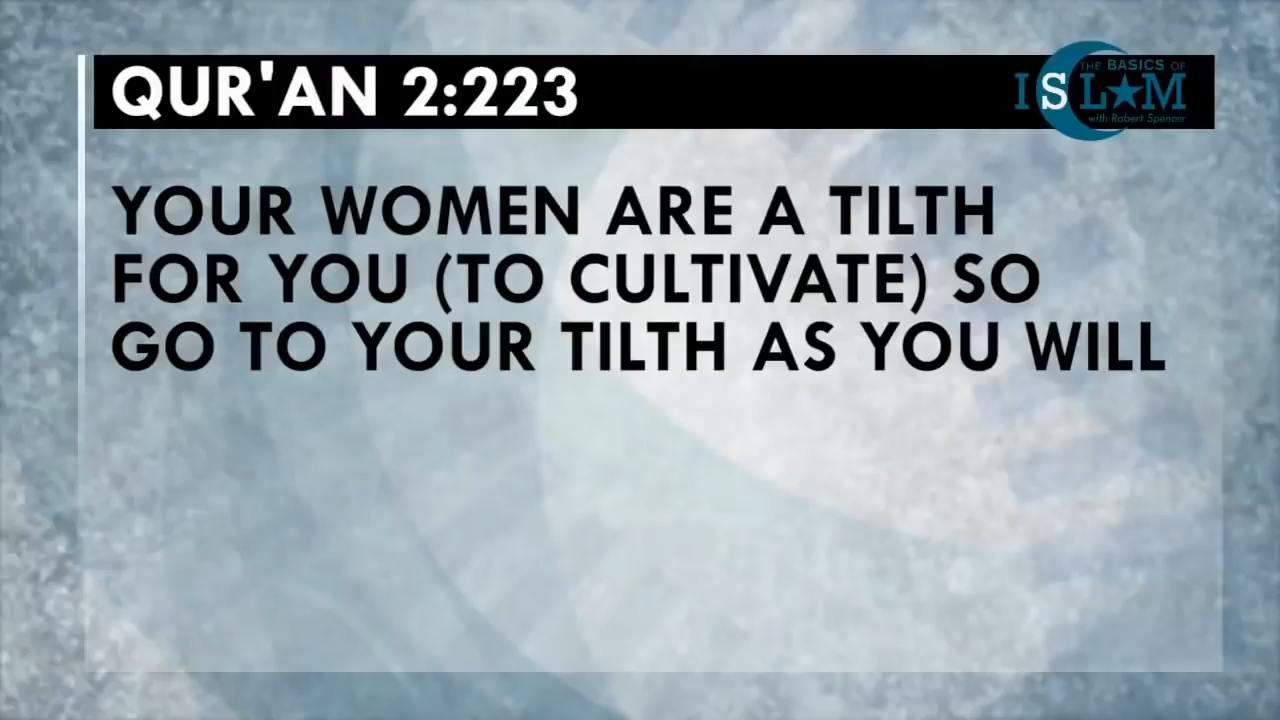 QUR'AN 2:223
THE BASICS OF
ISLAM
with Robert Spencer
YOUR WOMEN ARE A TILTH
FOR YOU (TO CULTIVATE) SO
GO TO YOUR TILTH AS YOU WILL